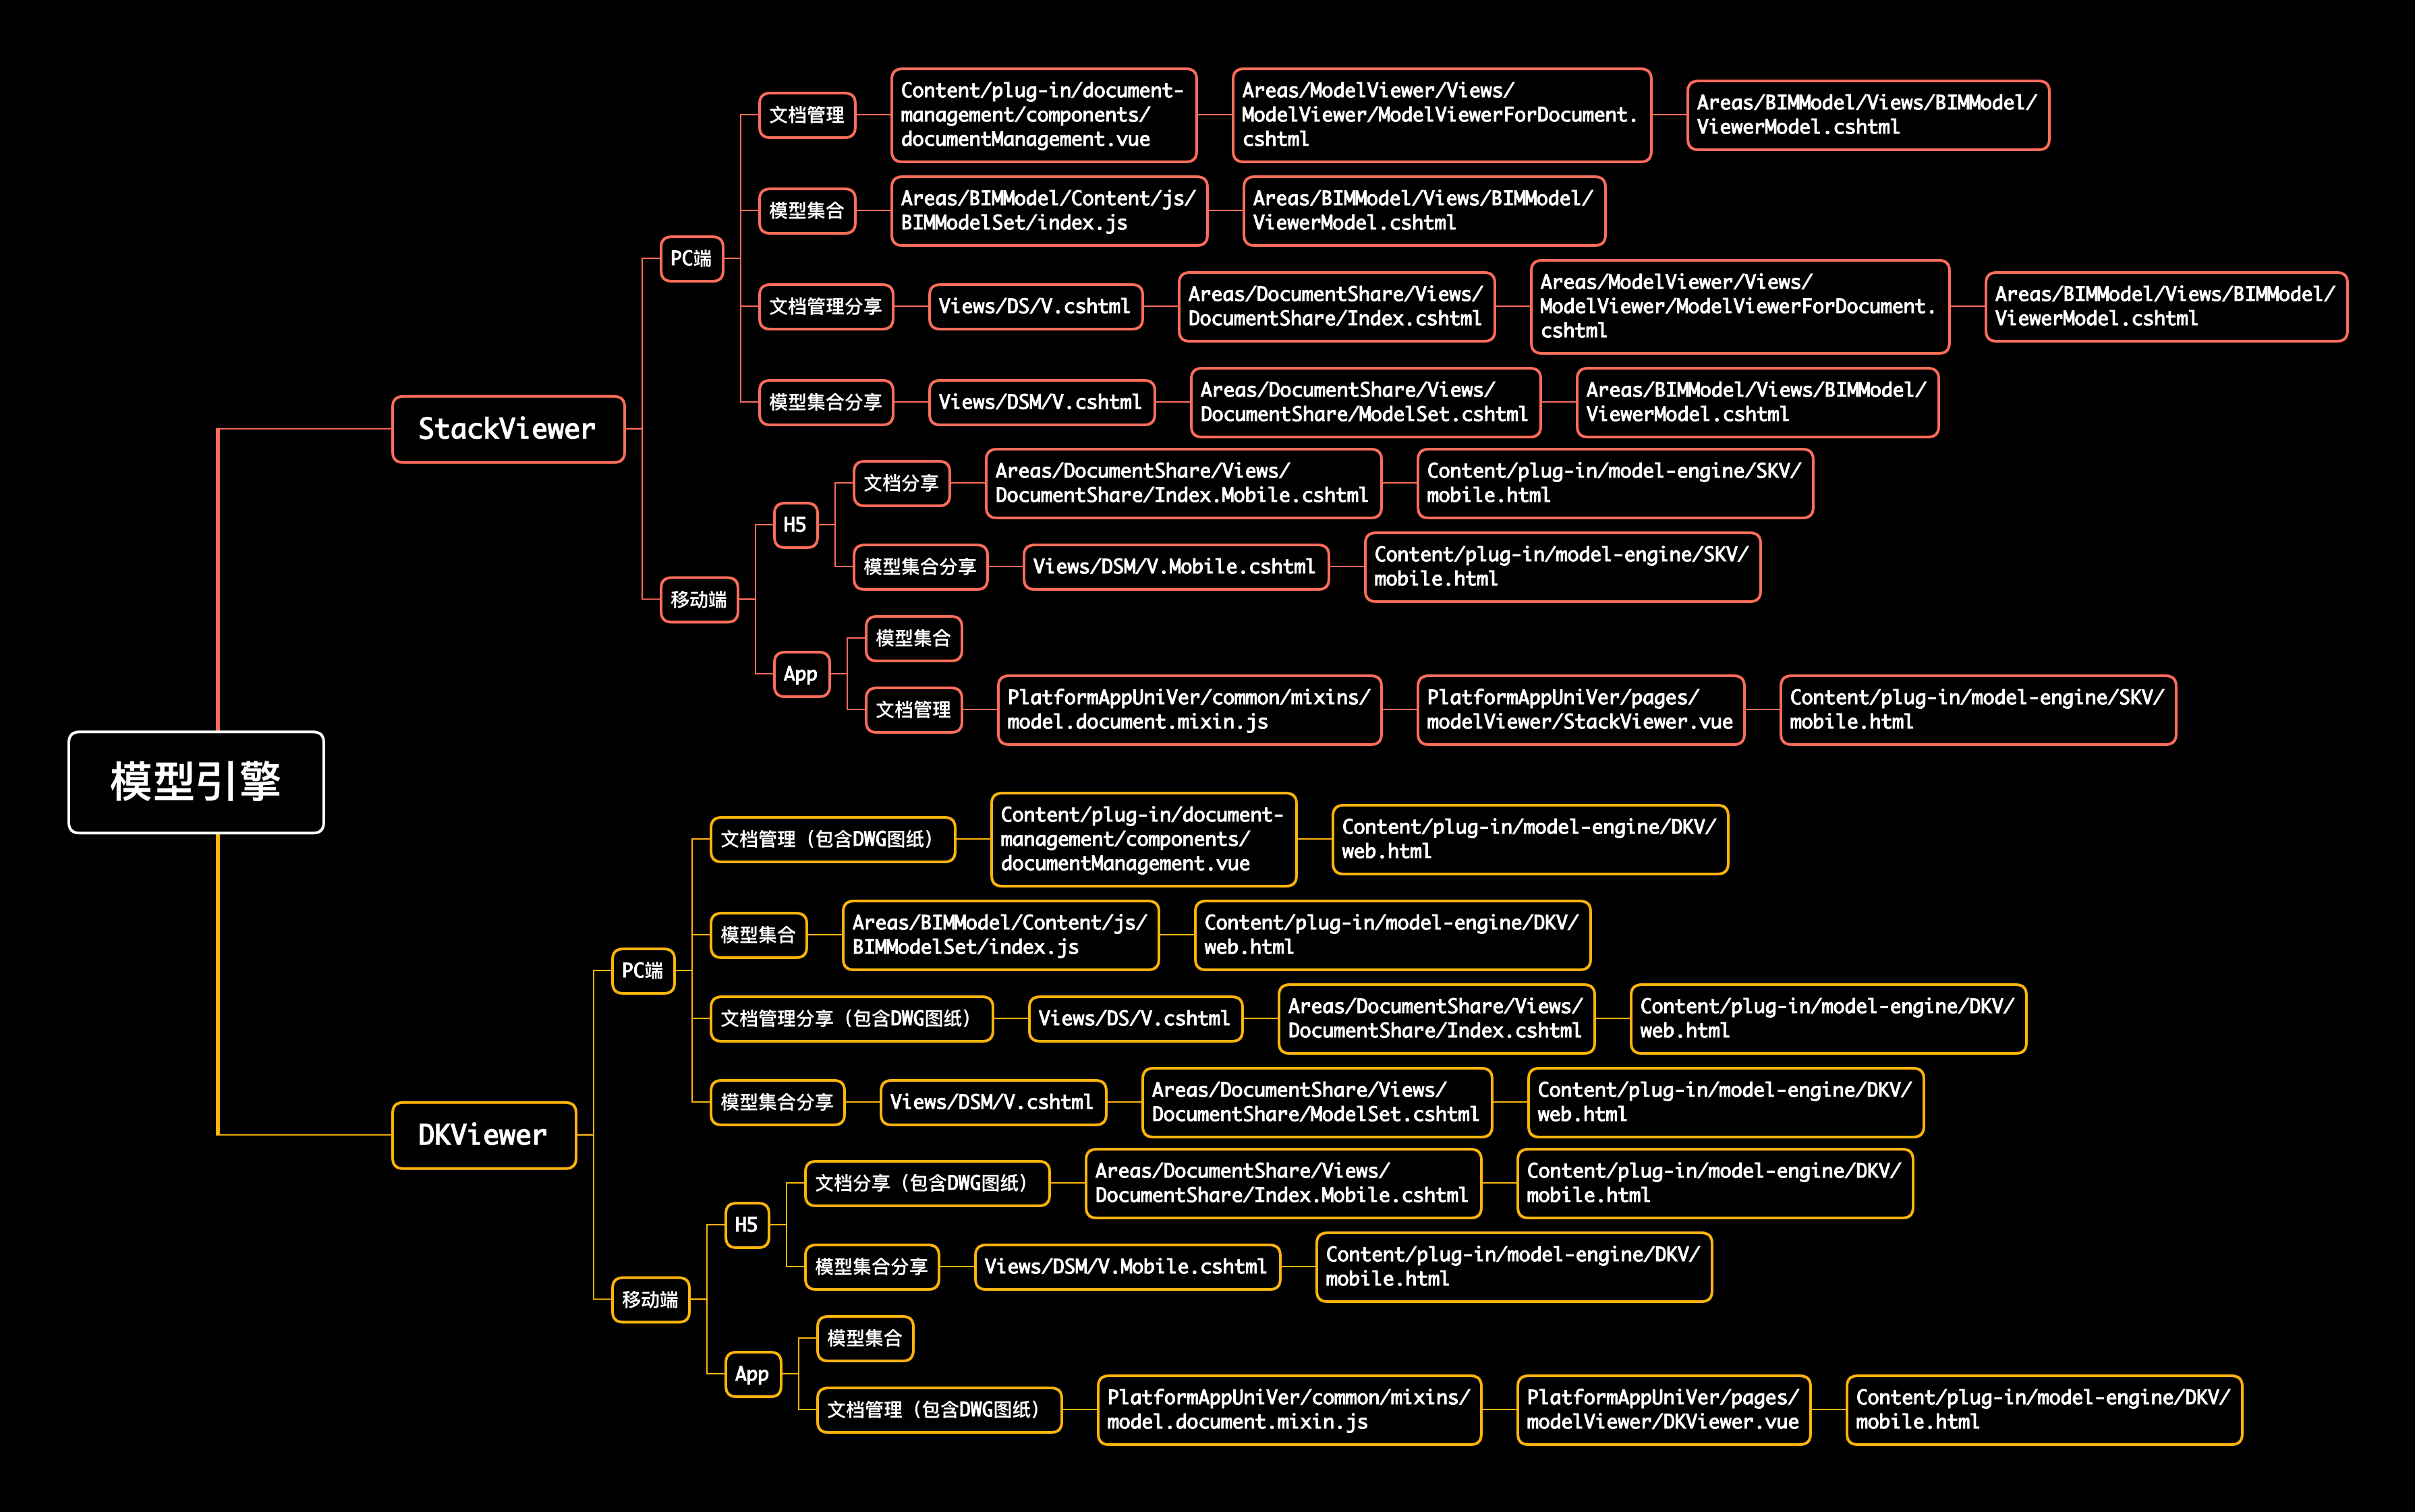 模型引擎
StackViewer
PC端
文档管理
Content/plug-in/document-
management/components/
documentManagement.vue
Areas/ModelViewer/Views/
ModelViewer/ModelViewerForDocument.
cshtml
Areas/BIMModel/Views/BIMModel/
ViewerModel.cshtml
模型集合
Areas/BIMModel/Content/js/
BIMModelSet/index.js
Areas/BIMModel/Views/BIMModel/
ViewerModel.cshtml
文档管理分享
Views/DS/V.cshtml
Areas/DocumentShare/Views/
DocumentShare/Index.cshtml
Areas/ModelViewer/Views/
ModelViewer/ModelViewerForDocument.
cshtml
Areas/BIMModel/Views/BIMModel/
ViewerModel.cshtml
模型集合分享
Views/DSM/V.cshtml
Areas/DocumentShare/Views/
DocumentShare/ModelSet.cshtml
Areas/BIMModel/Views/BIMModel/
ViewerModel.cshtml
移动端
H5
文档分享
Areas/DocumentShare/Views/
DocumentShare/Index.Mobile.cshtml
Content/plug-in/model-engine/SKV/
mobile.html
模型集合分享
Views/DSM/V.Mobile.cshtml
Content/plug-in/model-engine/SKV/
mobile.html
App
模型集合
文档管理
PlatformAppUniVer/common/mixins/
model.document.mixin.js
PlatformAppUniVer/pages/
modelViewer/StackViewer.vue
Content/plug-in/model-engine/SKV/
mobile.html
DKViewer
PC端
文档管理（包含DWG图纸）
Content/plug-in/document-
management/components/
documentManagement.vue
Content/plug-in/model-engine/DKV/
web.html
模型集合
Areas/BIMModel/Content/js/
BIMModelSet/index.js
Content/plug-in/model-engine/DKV/
web.html
文档管理分享（包含DWG图纸）
Views/DS/V.cshtml
Areas/DocumentShare/Views/
DocumentShare/Index.cshtml
Content/plug-in/model-engine/DKV/
web.html
模型集合分享
Views/DSM/V.cshtml
Areas/DocumentShare/Views/
DocumentShare/ModelSet.cshtml
Content/plug-in/model-engine/DKV/
web.html
移动端
H5
文档分享（包含DWG图纸）
Areas/DocumentShare/Views/
DocumentShare/Index.Mobile.cshtml
Content/plug-in/model-engine/DKV/
mobile.html
模型集合分享
Views/DSM/V.Mobile.cshtml
Content/plug-in/model-engine/DKV/
mobile.html
App
模型集合
文档管理（包含DWG图纸）
PlatformAppUniVer/common/mixins/
model.document.mixin.js
PlatformAppUniVer/pages/
modelViewer/DKViewer.vue
Content/plug-in/model-engine/DKV/
mobile.html